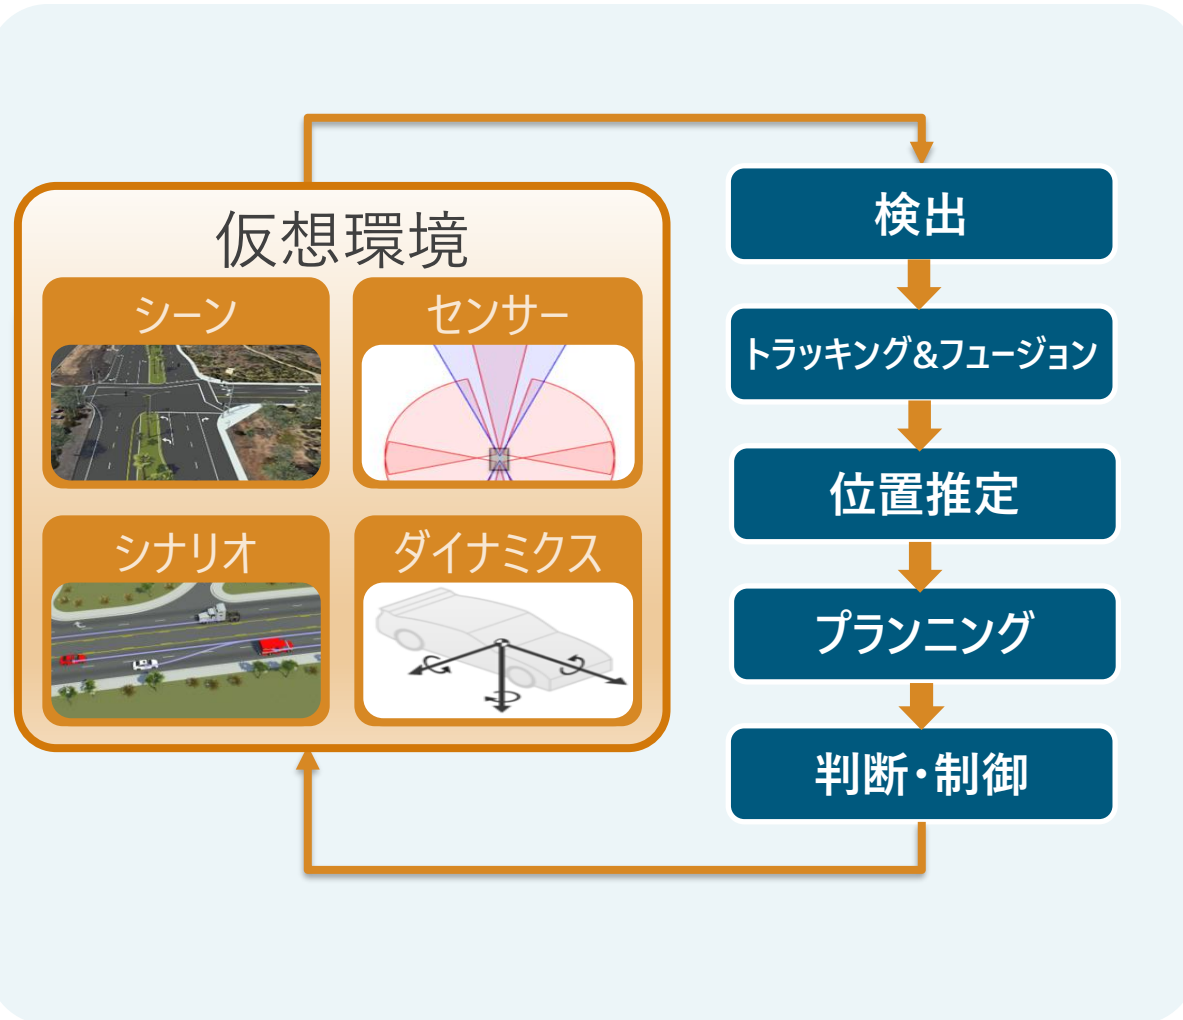 仮想環境
シーン
センサー
シナリオ
ダイナミクス
検出
トラッキング&フュージョン
位置推定
プランニング
判断・制御